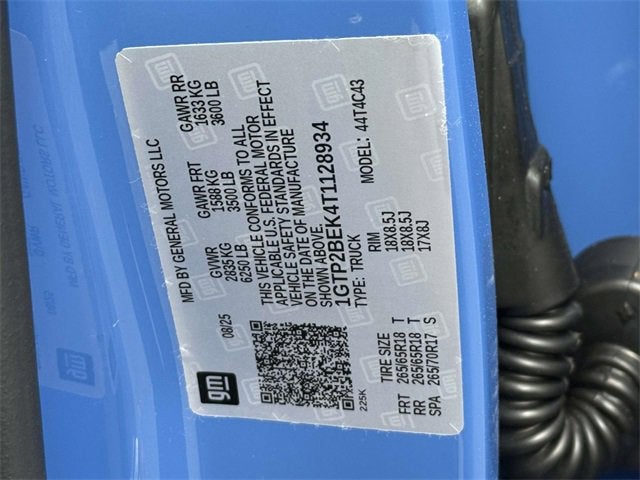 MFD BY GENERAL MOTORS LLC
08/25 GVWR GAWR FRT GAWR RR
2835 KG 1588 KG 1633 KG
6250 LB 3500 LB 3600 LB
THIS VEHICLE CONFORMS TO ALL
APPLICABLE U.S. FEDERAL MOTOR
VEHICLE SAFETY STANDARDS IN EFFECT
ON THE DATE OF MANUFACTURE
SHOWN ABOVE.
1GTP2BEK4T1128934
TYPE: TRUCK MODEL: 44T4C43
TIRE SIZE RIM
FRT 265/65R18 T 18X8.5J
RR 265/65R18 T 18X8.5J
SPA 265/70R17 S 17X8J
gm
225K